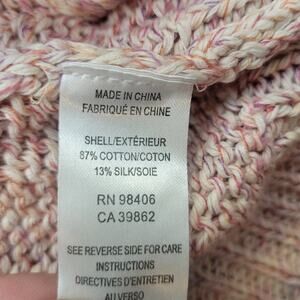 MADE IN CHINA
FABRIQUÉ EN CHINE
SHELL/EXTÉRIEUR
87% COTTON/COTON
13% SILK/SOIE
RN 98406
CA 39862
SEE REVERSE SIDE FOR CARE
INSTRUCTIONS
DIRECTIVES D'ENTRETIEN
AU VERSO